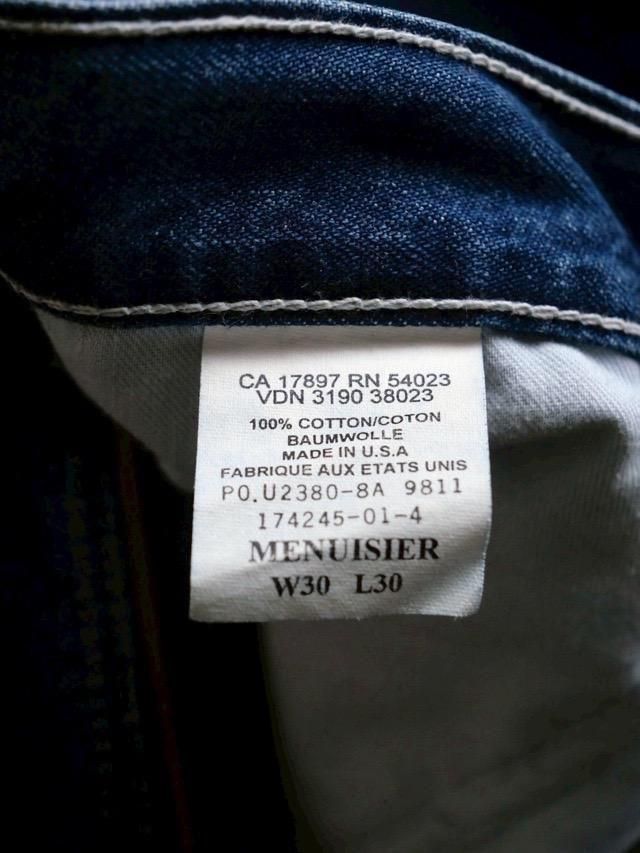 CA 17897 RN 54023
VDN 3190 38023
100% COTTON/COTON
BAUMWOLLE
MADE IN U.S.A
FABRIQUE AUX ETATS UNIS
PO.U2380-8A 9811
174245-01-4
MENUISIER
W30 L30